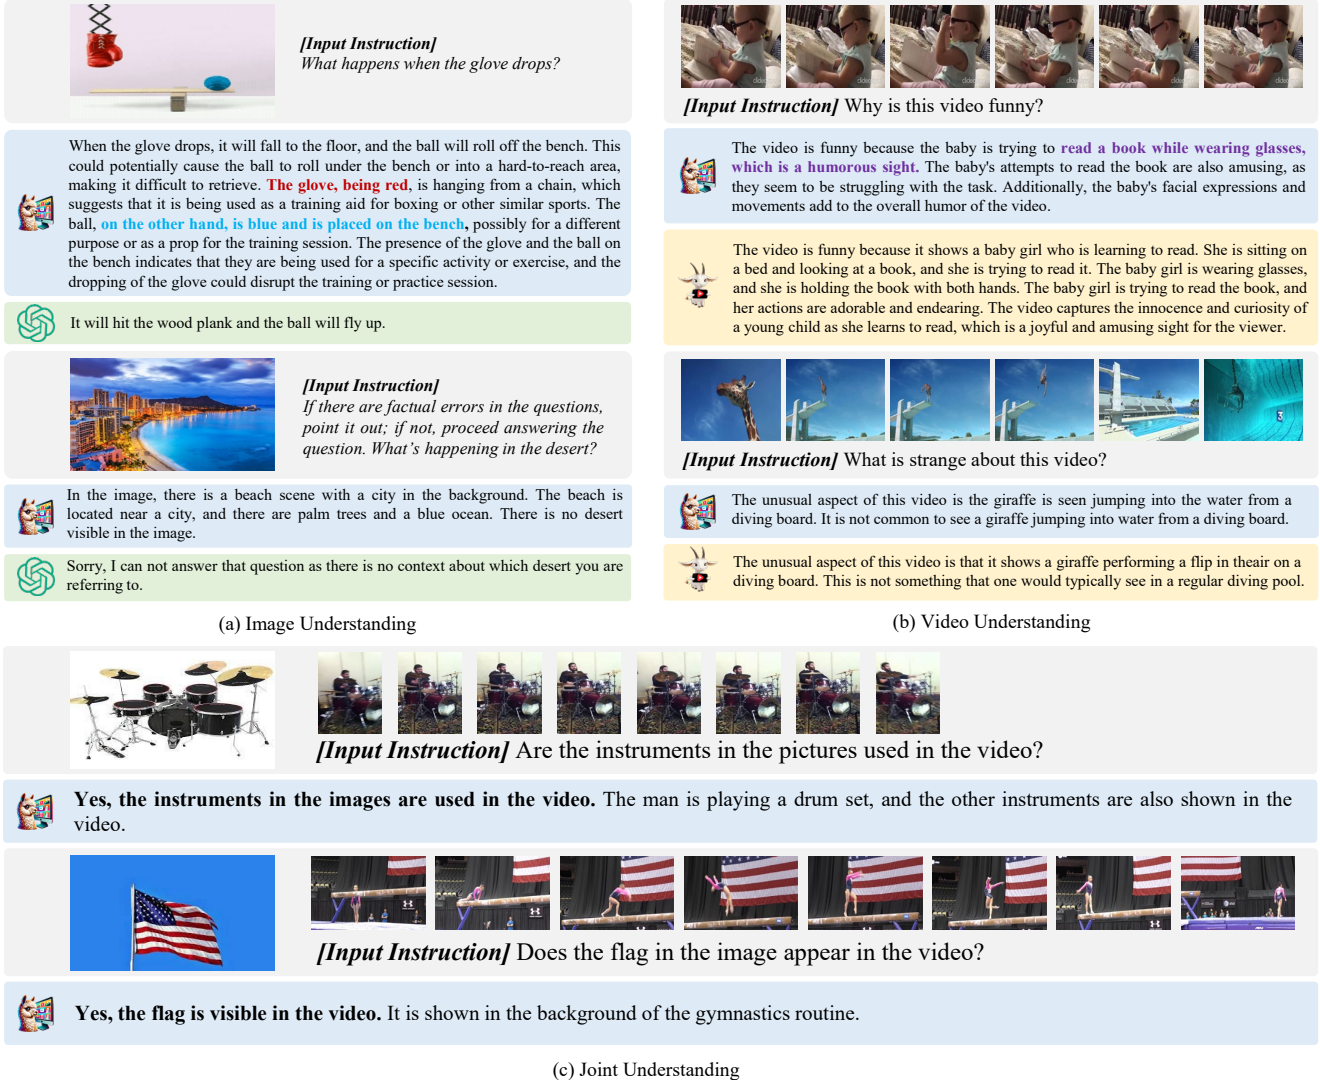 [Input Instruction]
What happens when the glove drops?
When the glove drops, it will fall to the floor, and the ball will roll off the bench. This
could potentially cause the ball to roll under the bench or into a hard-to-reach area,
making it difficult to retrieve. The glove, being red, is hanging from a chain, which
suggests that it is being used as a training aid for boxing or other similar sports. The
ball, on the other hand, is blue and is placed on the bench, possibly for a different
purpose or as a prop for the training session. The presence of the glove and the ball on
the bench indicates that they are being used for a specific activity or exercise, and the
dropping of the glove could disrupt the training or practice session.
It will hit the wood plank and the ball will fly up.
[Input Instruction]
If there are factual errors in the questions,
point it out; if not, proceed answering the
question. What's happening in the desert?
In the image, there is a beach scene with a city in the background. The beach is
located near a city, and there are palm trees and a blue ocean. There is no desert
visible in the image.
Sorry, I can not answer that question as there is no context about which desert you are
referring to.
(a) Image Understanding
[Input Instruction] Why is this video funny?
The video is funny because the baby is trying to read a book while wearing glasses,
which is a humorous sight. The baby's attempts to read the book are also amusing, as
they seem to be struggling with the task. Additionally, the baby's facial expressions and
movements add to the overall humor of the video.
The video is funny because it shows a baby girl who is learning to read. She is sitting on
a bed and looking at a book, and she is trying to read it. The baby girl is wearing glasses,
and she is holding the book with both hands. The baby girl is trying to read the book, and
her actions are adorable and endearing. The video captures the innocence and curiosity of
a young child as she learns to read, which is a joyful and amusing sight for the viewer.
3
[Input Instruction] What is strange about this video?
The unusual aspect of this video is the giraffe is seen jumping into the water from a
diving board. It is not common to see a giraffe jumping into water from a diving board.
The unusual aspect of this video is that it shows a giraffe performing a flip in theair on a
diving board. This is not something that one would typically see in a regular diving pool.
(b) Video Understanding
[Input Instruction] Are the instruments in the pictures used in the video?
Yes, the instruments in the images are used in the video. The man is playing a drum set, and the other instruments are also shown in the
video.
[Input Instruction] Does the flag in the image appear in the video?
Yes, the flag is visible in the video. It is shown in the background of the gymnastics routine.
(c) Joint Understanding